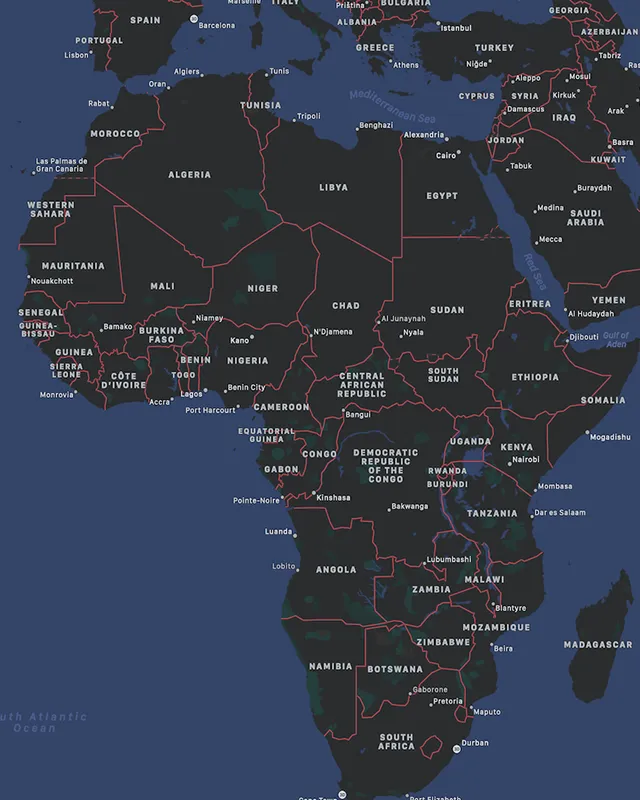 ITALY
Marseille
Priština
BULGARIA
GEORGIA
SPAIN
Barcelona
ALBANIA
Istanbul
AZERBAIJAN
PORTUGAL
Lisbon
GREECE
Athens
TURKEY
Niğde
Tabriz
Algiers
Tunis
Aleppo
Mosul
Oran
Mediterranean Sea
CYPRUS
SYRIA
Kirkuk
Rabat
TUNISIA
Tripoli
Damascus
IRAQ
Arak
MOROCCO
Benghazi
Alexandria
JORDAN
Basra
Cairo
KUWAIT
Las Palmas de
Gran Canaria
ALGERIA
LIBYA
EGYPT
Tabuk
Buraydah
WESTERN
SAHARA
Medina
SAUDI
ARABIA
Mecca
MAURITANIA
Nouakchott
MALI
NIGER
CHAD
SUDAN
Red Sea
ERITREA
YEMEN
Al Hudaydah
SENEGAL
GUINEA-
BISSAU
Bamako
BURKINA
FASO
Niamey
Kano
N'Djamena
Al Junaynah
Nyala
Djibouti
Gulf of
Aden
GUINEA
SIERRA
LEONE
CÔTE
D'IVOIRE
BENIN
TOGO
NIGERIA
CENTRAL
AFRICAN
REPUBLIC
SOUTH
SUDAN
ETHIOPIA
SOMALIA
Monrovia
Accra
Lagos
Benin City
Port Harcourt
CAMEROON
Bangui
EQUATORIAL
GUINEA
Mogadishu
GABON
CONGO
DEMOCRATIC
REPUBLIC
OF THE
CONGO
UGANDA
KENYA
Nairobi
RWANDA
BURUNDI
Pointe-Noire
Kinshasa
Bakwanga
Mombasa
TANZANIA
Dar es Salaam
Luanda
Lobito
ANGOLA
Lubumbashi
ZAMBIA
MALAWI
Blantyre
MOZAMBIQUE
ZIMBABWE
Beira
MADAGASCAR
NAMIBIA
BOTSWANA
Gaborone
Pretoria
Maputo
uth Atlantic
Ocean
SOUTH
AFRICA
Durban
Cape Town
Port Elizabeth